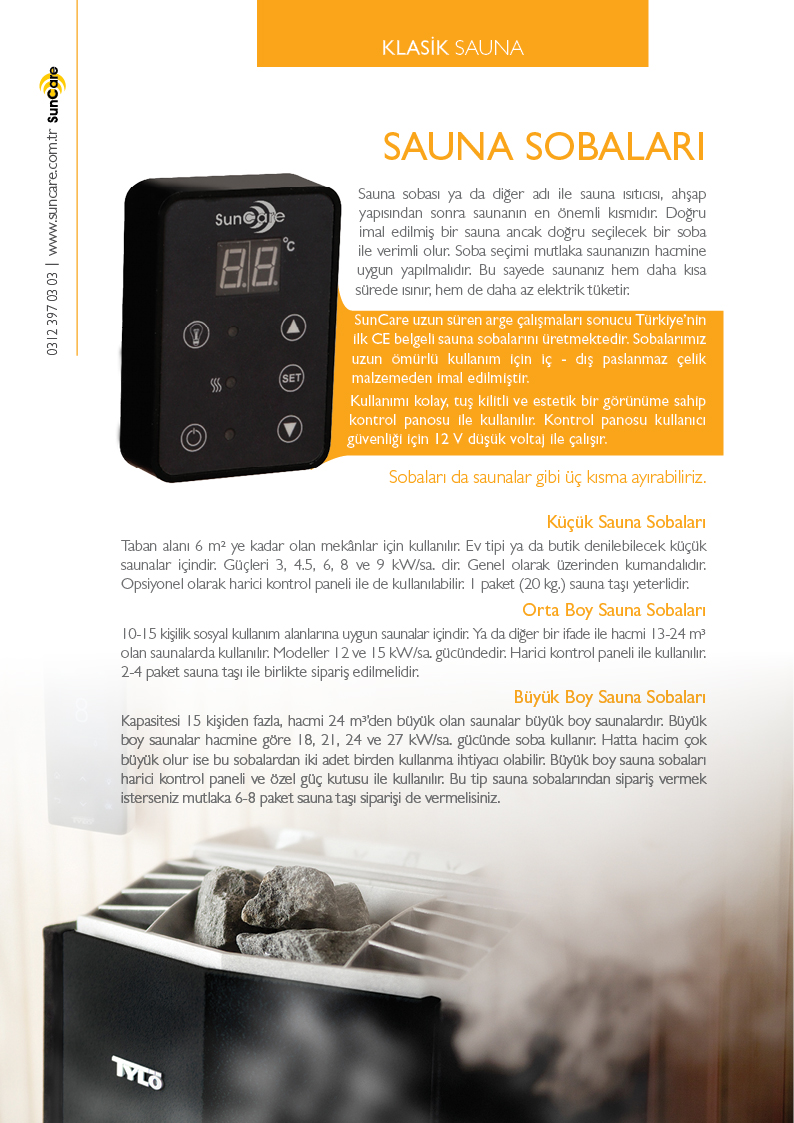 KLASİK SAUNA
SunCare
0312 397 03 03 | www.suncare.com.tr
SAUNA SOBALARI
Sauna sobası ya da diğer adı ile sauna ısıtıcısı, ahşap
yapısından sonra saunanın en önemli kısmıdır. Doğru
imal edilmiş bir sauna ancak doğru seçilecek bir soba
ile verimli olur. Soba seçimi mutlaka saunanızın hacmine
uygun yapılmalıdır. Bu sayede saunanız hem daha kısa
sürede ısınır, hem de daha az elektrik tüketir.
SunCare
8.8.
°C
SET
SunCare uzun süren arge çalışmaları sonucu Türkiye'nin
ilk CE belgeli sauna sobalarını üretmektedir. Sobalarımız
uzun ömürlü kullanım için iç - dış paslanmaz çelik
malzemeden imal edilmiştir.
Kullanımı kolay, tuş kilitli ve estetik bir görünüme sahip
kontrol panosu ile kullanılır. Kontrol panosu kullanıcı
güvenliği için 12 V düşük voltaj ile çalışır.
Sobaları da saunalar gibi üç kısma ayırabiliriz.
Küçük Sauna Sobaları
Taban alanı 6 m² ye kadar olan mekânlar için kullanılır. Ev tipi ya da butik denilebilecek küçük
saunalar içindir. Güçleri 3, 4.5, 6, 8 ve 9 kW/sa. dir. Genel olarak üzerinden kumandalıdır.
Opsiyonel olarak harici kontrol paneli ile de kullanılabilir. 1 paket (20 kg.) sauna taşı yeterlidir.
Orta Boy Sauna Sobaları
10-15 kişilik sosyal kullanım alanlarına uygun saunalar içindir. Ya da diğer bir ifade ile hacmi 13-24 m³
olan saunalarda kullanılır. Modeller 12 ve 15 kW/sa. gücündedir. Harici kontrol paneli ile kullanılır.
2-4 paket sauna taşı ile birlikte sipariş edilmelidir.
Büyük Boy Sauna Sobaları
Kapasitesi 15 kişiden fazla, hacmi 24 m³'den büyük olan saunalar büyük boy saunalardır. Büyük
boy saunalar hacmine göre 18, 21, 24 ve 27 kW/sa. gücünde soba kullanır. Hatta hacim çok
büyük olur ise bu sobalardan iki adet birden kullanma ihtiyacı olabilir. Büyük boy sauna sobaları
harici kontrol paneli ve özel güç kutusu ile kullanılır. Bu tip sauna sobalarından sipariş vermek
isterseniz mutlaka 6-8 paket sauna taşı siparişi de vermelisiniz.
TYLÖ